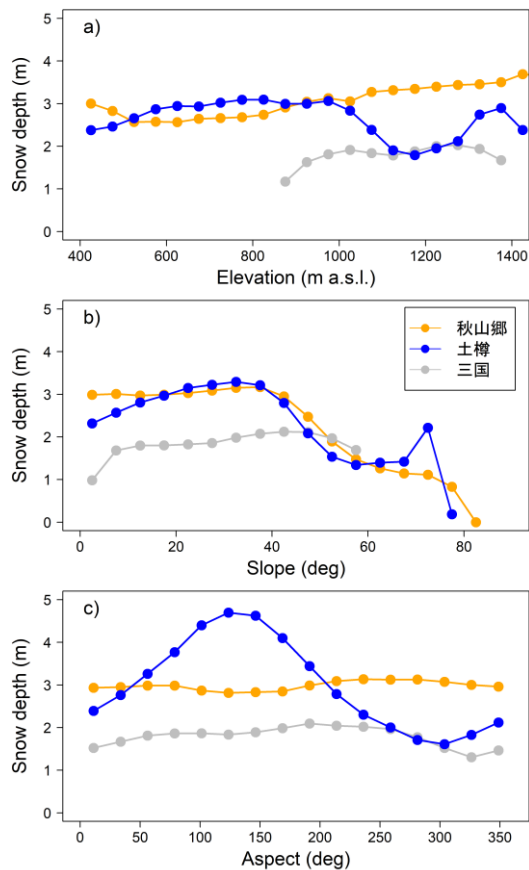 a)
Snow depth (m)
5
4
3
2
1
0
400 600 800 1000 1200 1400
Elevation (m a.s.l.)
b)
秋山郷
土樽
三国
Snow depth (m)
5
4
3
2
1
0
0 20 40 60 80
Slope (deg)
c)
Snow depth (m)
5
4
3
2
1
0
0 50 100 150 200 250 300 350
Aspect (deg)